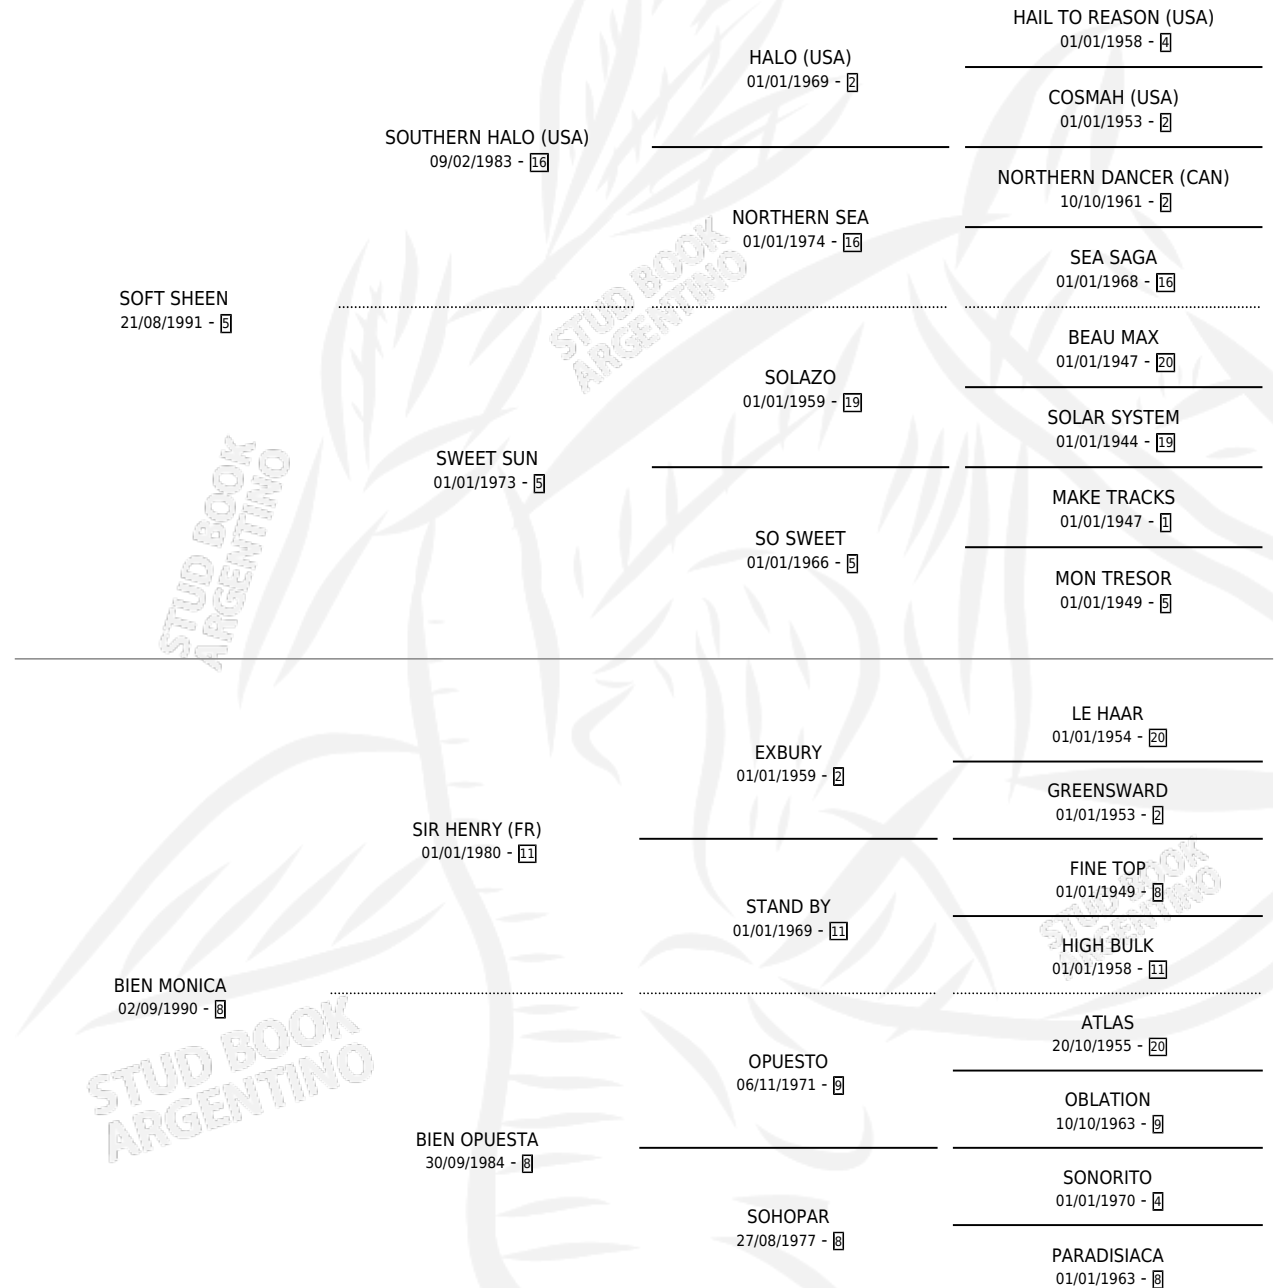 HAIL TO REASON (USA)
01/01/1958 - 4
HALO (USA)
01/01/1969 - 2
COSMAH (USA)
01/01/1953 - 2
SOUTHERN HALO (USA)
09/02/1983 - 16
NORTHERN DANCER (CAN)
10/10/1961 - 2
NORTHERN SEA
01/01/1974 - 16
SEA SAGA
01/01/1968 - 16
SOFT SHEEN
21/08/1991 - 5
STUD BOOK
ARGENTINO
BEAU MAX
01/01/1947 - 20
SOLAZO
01/01/1959 - 19
SOLAR SYSTEM
01/01/1944 - 19
SWEET SUN
01/01/1973 - 5
MAKE TRACKS
01/01/1947 - 1
SO SWEET
01/01/1966 - 5
MON TRESOR
01/01/1949 - 5
STUD BOOK
ARGENTINO
LE HAAR
01/01/1954 - 20
EXBURY
01/01/1959 - 2
GREENSWARD
01/01/1953 - 2
SIR HENRY (FR)
01/01/1980 - 11
FINE TOP
01/01/1949 - 8
STAND BY
01/01/1969 - 11
STUD BOOK
ARGENTINO
HIGH BULK
01/01/1958 - 11
BIEN MONICA
02/09/1990 - 8
STUD BOOK
ARGENTINO
ATLAS
20/10/1955 - 20
OPUESTO
06/11/1971 - 9
OBLATION
10/10/1963 - 9
BIEN OPUESTA
30/09/1984 - 8
SONORITO
01/01/1970 - 4
SOHOPAR
27/08/1977 - 8
PARADISIACA
01/01/1963 - 8